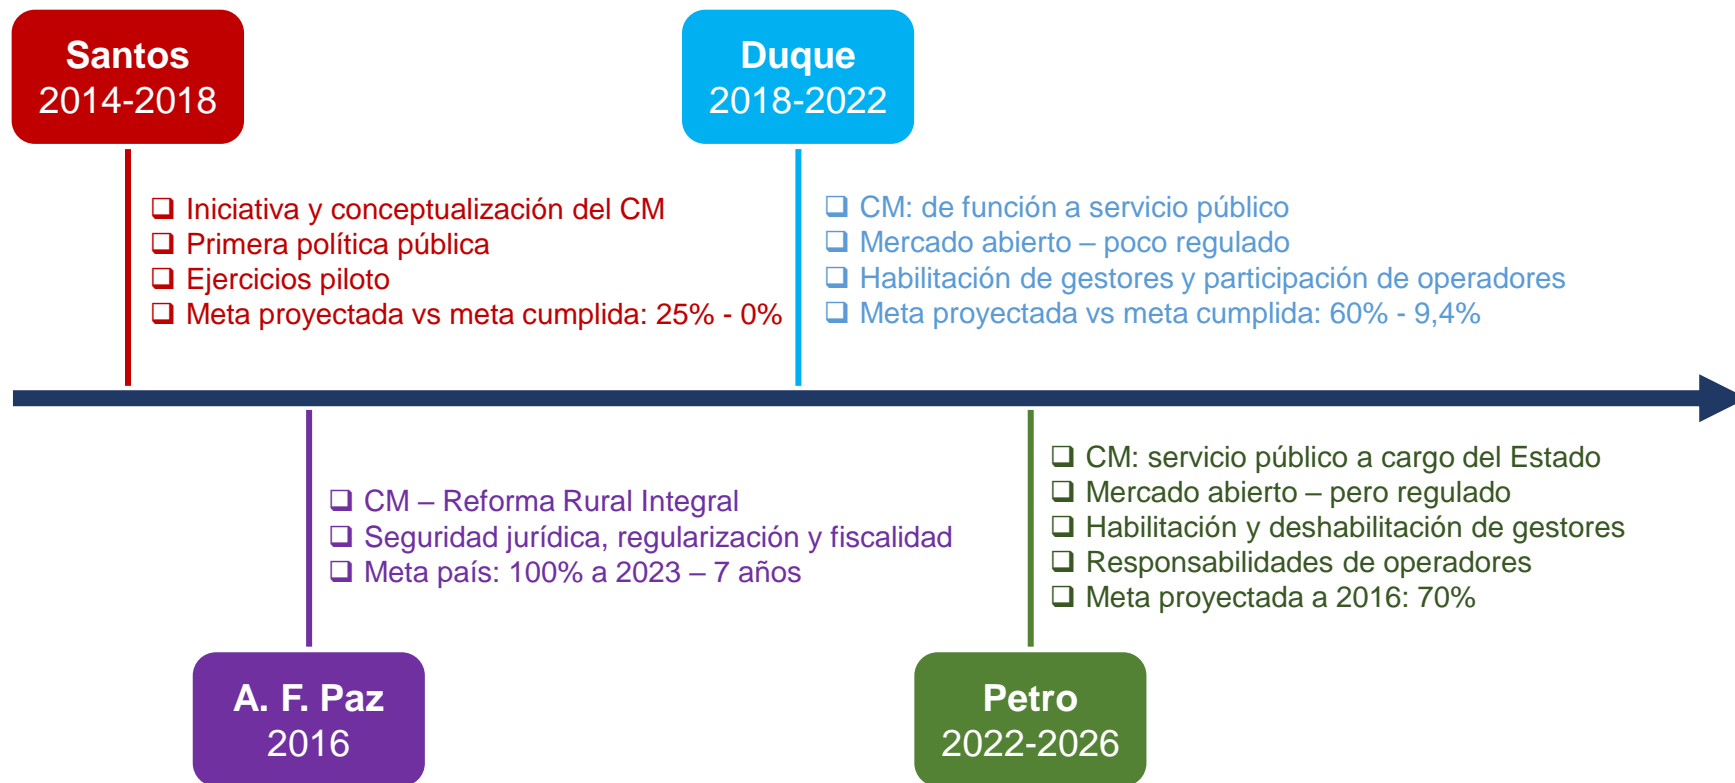 Santos
2014-2018
❑ Iniciativa y conceptualización del CM
❑ Primera política pública
❑ Ejercicios piloto
❑ Meta proyectada vs meta cumplida: 25% - 0%
A. F. Paz
2016
❑ CM – Reforma Rural Integral
❑ Seguridad jurídica, regularización y fiscalidad
❑ Meta país: 100% a 2023 – 7 años
Duque
2018-2022
❑ CM: de función a servicio público
❑ Mercado abierto – poco regulado
❑ Habilitación de gestores y participación de operadores
❑ Meta proyectada vs meta cumplida: 60% - 9,4%
Petro
2022-2026
❑ CM: servicio público a cargo del Estado
❑ Mercado abierto – pero regulado
❑ Habilitación y deshabilitación de gestores
❑ Responsabilidades de operadores
❑ Meta proyectada a 2016: 70%